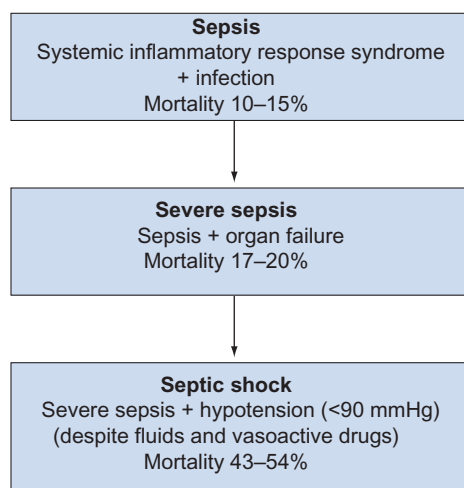 Sepsis
Systemic inflammatory response syndrome
+ infection
Mortality 10–15%
Severe sepsis
Sepsis + organ failure
Mortality 17–20%
Septic shock
Severe sepsis + hypotension (<90 mmHg)
(despite fluids and vasoactive drugs)
Mortality 43–54%